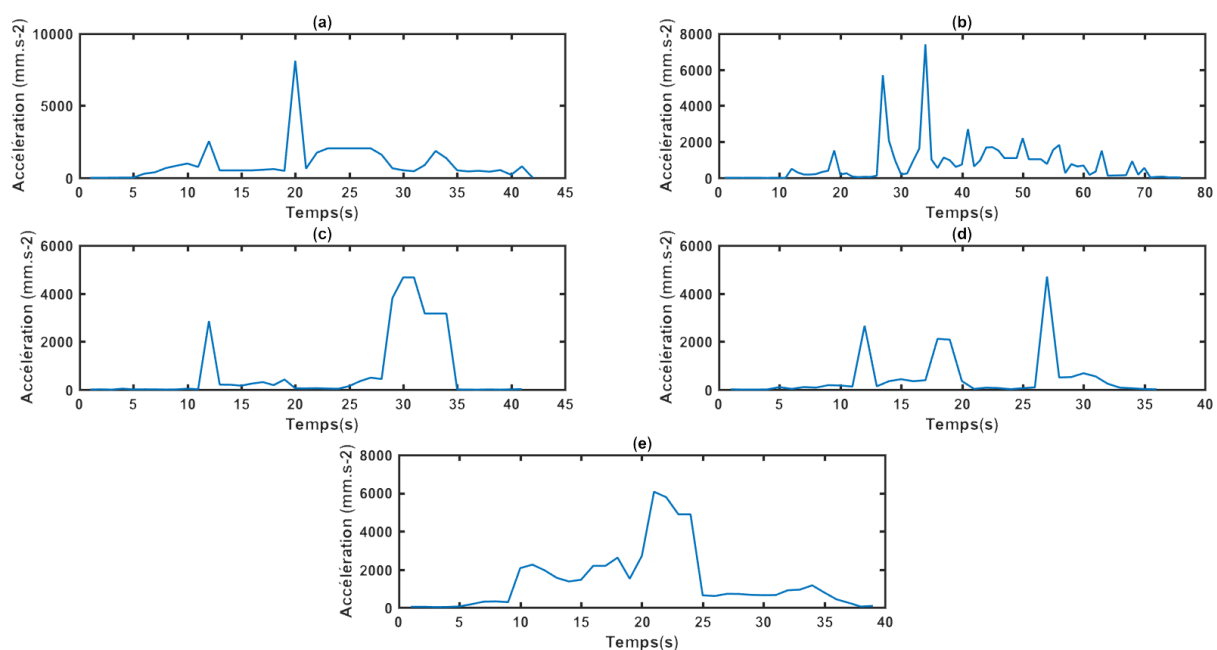 (a)
Accélération (mm.s-2)
10000
5000
0
0 5 10 15 20 25 30 35 40 45
Temps(s)
(b)
Accélération (mm.s-2)
8000
6000
4000
2000
0
0 10 20 30 40 50 60 70 80
Temps(s)
(c)
Accélération (mm.s-2)
6000
4000
2000
0
0 5 10 15 20 25 30 35 40 45
Temps(s)
(d)
Accélération (mm.s-2)
6000
4000
2000
0
0 5 10 15 20 25 30 35 40
Temps(s)
(e)
Accélération (mm.s-2)
8000
6000
4000
2000
0
0 5 10 15 20 25 30 35 40
Temps(s)